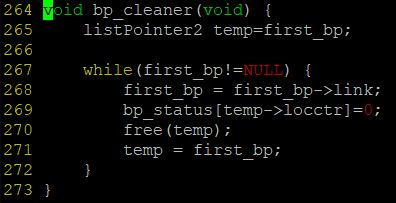 264 void bp_cleaner(void) {
265     listPointer2 temp=first_bp;
266
267     while(first_bp!=NULL) {
268         first_bp = first_bp->link;
269         bp_status[temp->locctr]=0;
270         free(temp);
271         temp = first_bp;
272     }
273 }